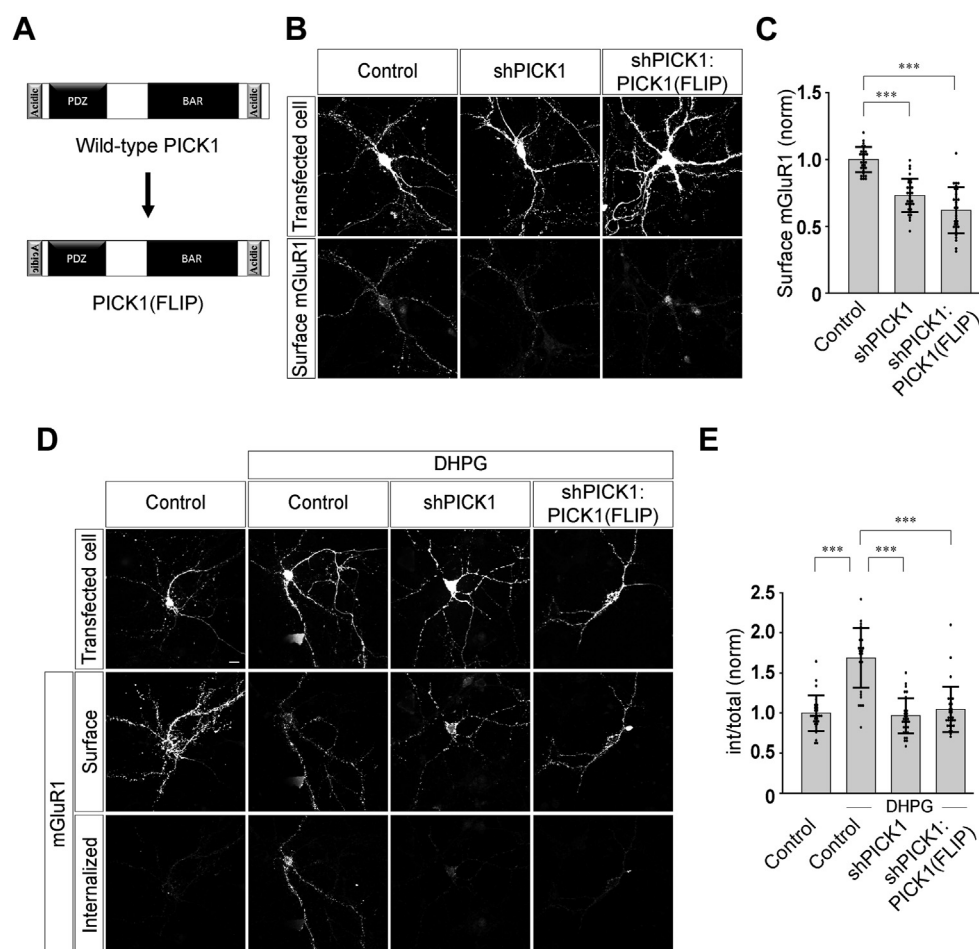 A
Acidic PDZ BAR Acidic
Wild-type PICK1
Acidic PDZ BAR Acidic
PICK1(FLIP)
B
Control shPICK1 shPICK1:
PICK1(FLIP)
Transfected cell
Surface mGluR1
C
***
***
Surface mGluR1 (norm)
1.5
1.0
0.5
0
Control
shPICK1
shPICK1:
PICK1(FLIP)
D
DHPG
Control Control shPICK1 shPICK1:
PICK1(FLIP)
Transfected cell
mGluR1
Surface
Internalized
E
***
*** ***
int/total (norm)
2.5
2.0
1.5
1.0
0.5
0
DHPG
Control
Control
shPICK1
shPICK1:
PICK1(FLIP)